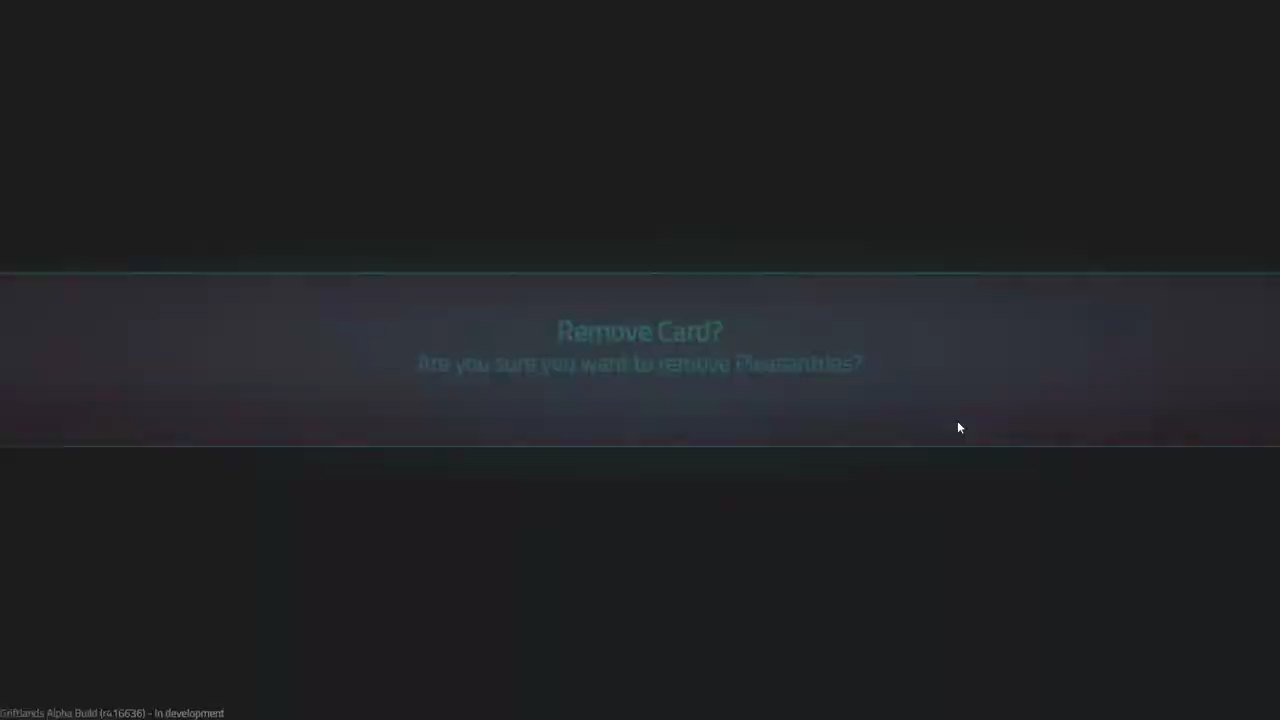 Remove Card?
Are you sure you want to remove Pleasantries?
Griftlands Alpha Build (r416636) - In development